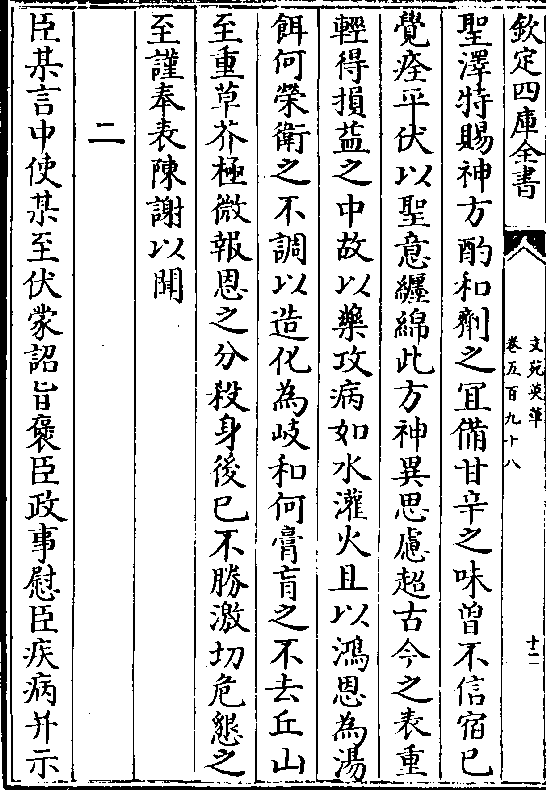 欽定四庫全書
文苑英華
卷五百九十八
十二
聖澤特賜神方酌和劑之冝備甘辛之味曽不信宿已
覺痊平伏以聖意纒綿此方神異思慮超古今之表重
輕得損益之中故以藥攻病如水灌火且以鴻恩為湯
餌何榮衛之不調以造化為岐和何膏肓之不去丘山
至重草芥極微報恩之分殺身後已不勝激切危懇之
至謹奉表陳謝以聞
二
臣某言中使某至伏蒙詔旨褒臣政事慰臣疾病并示